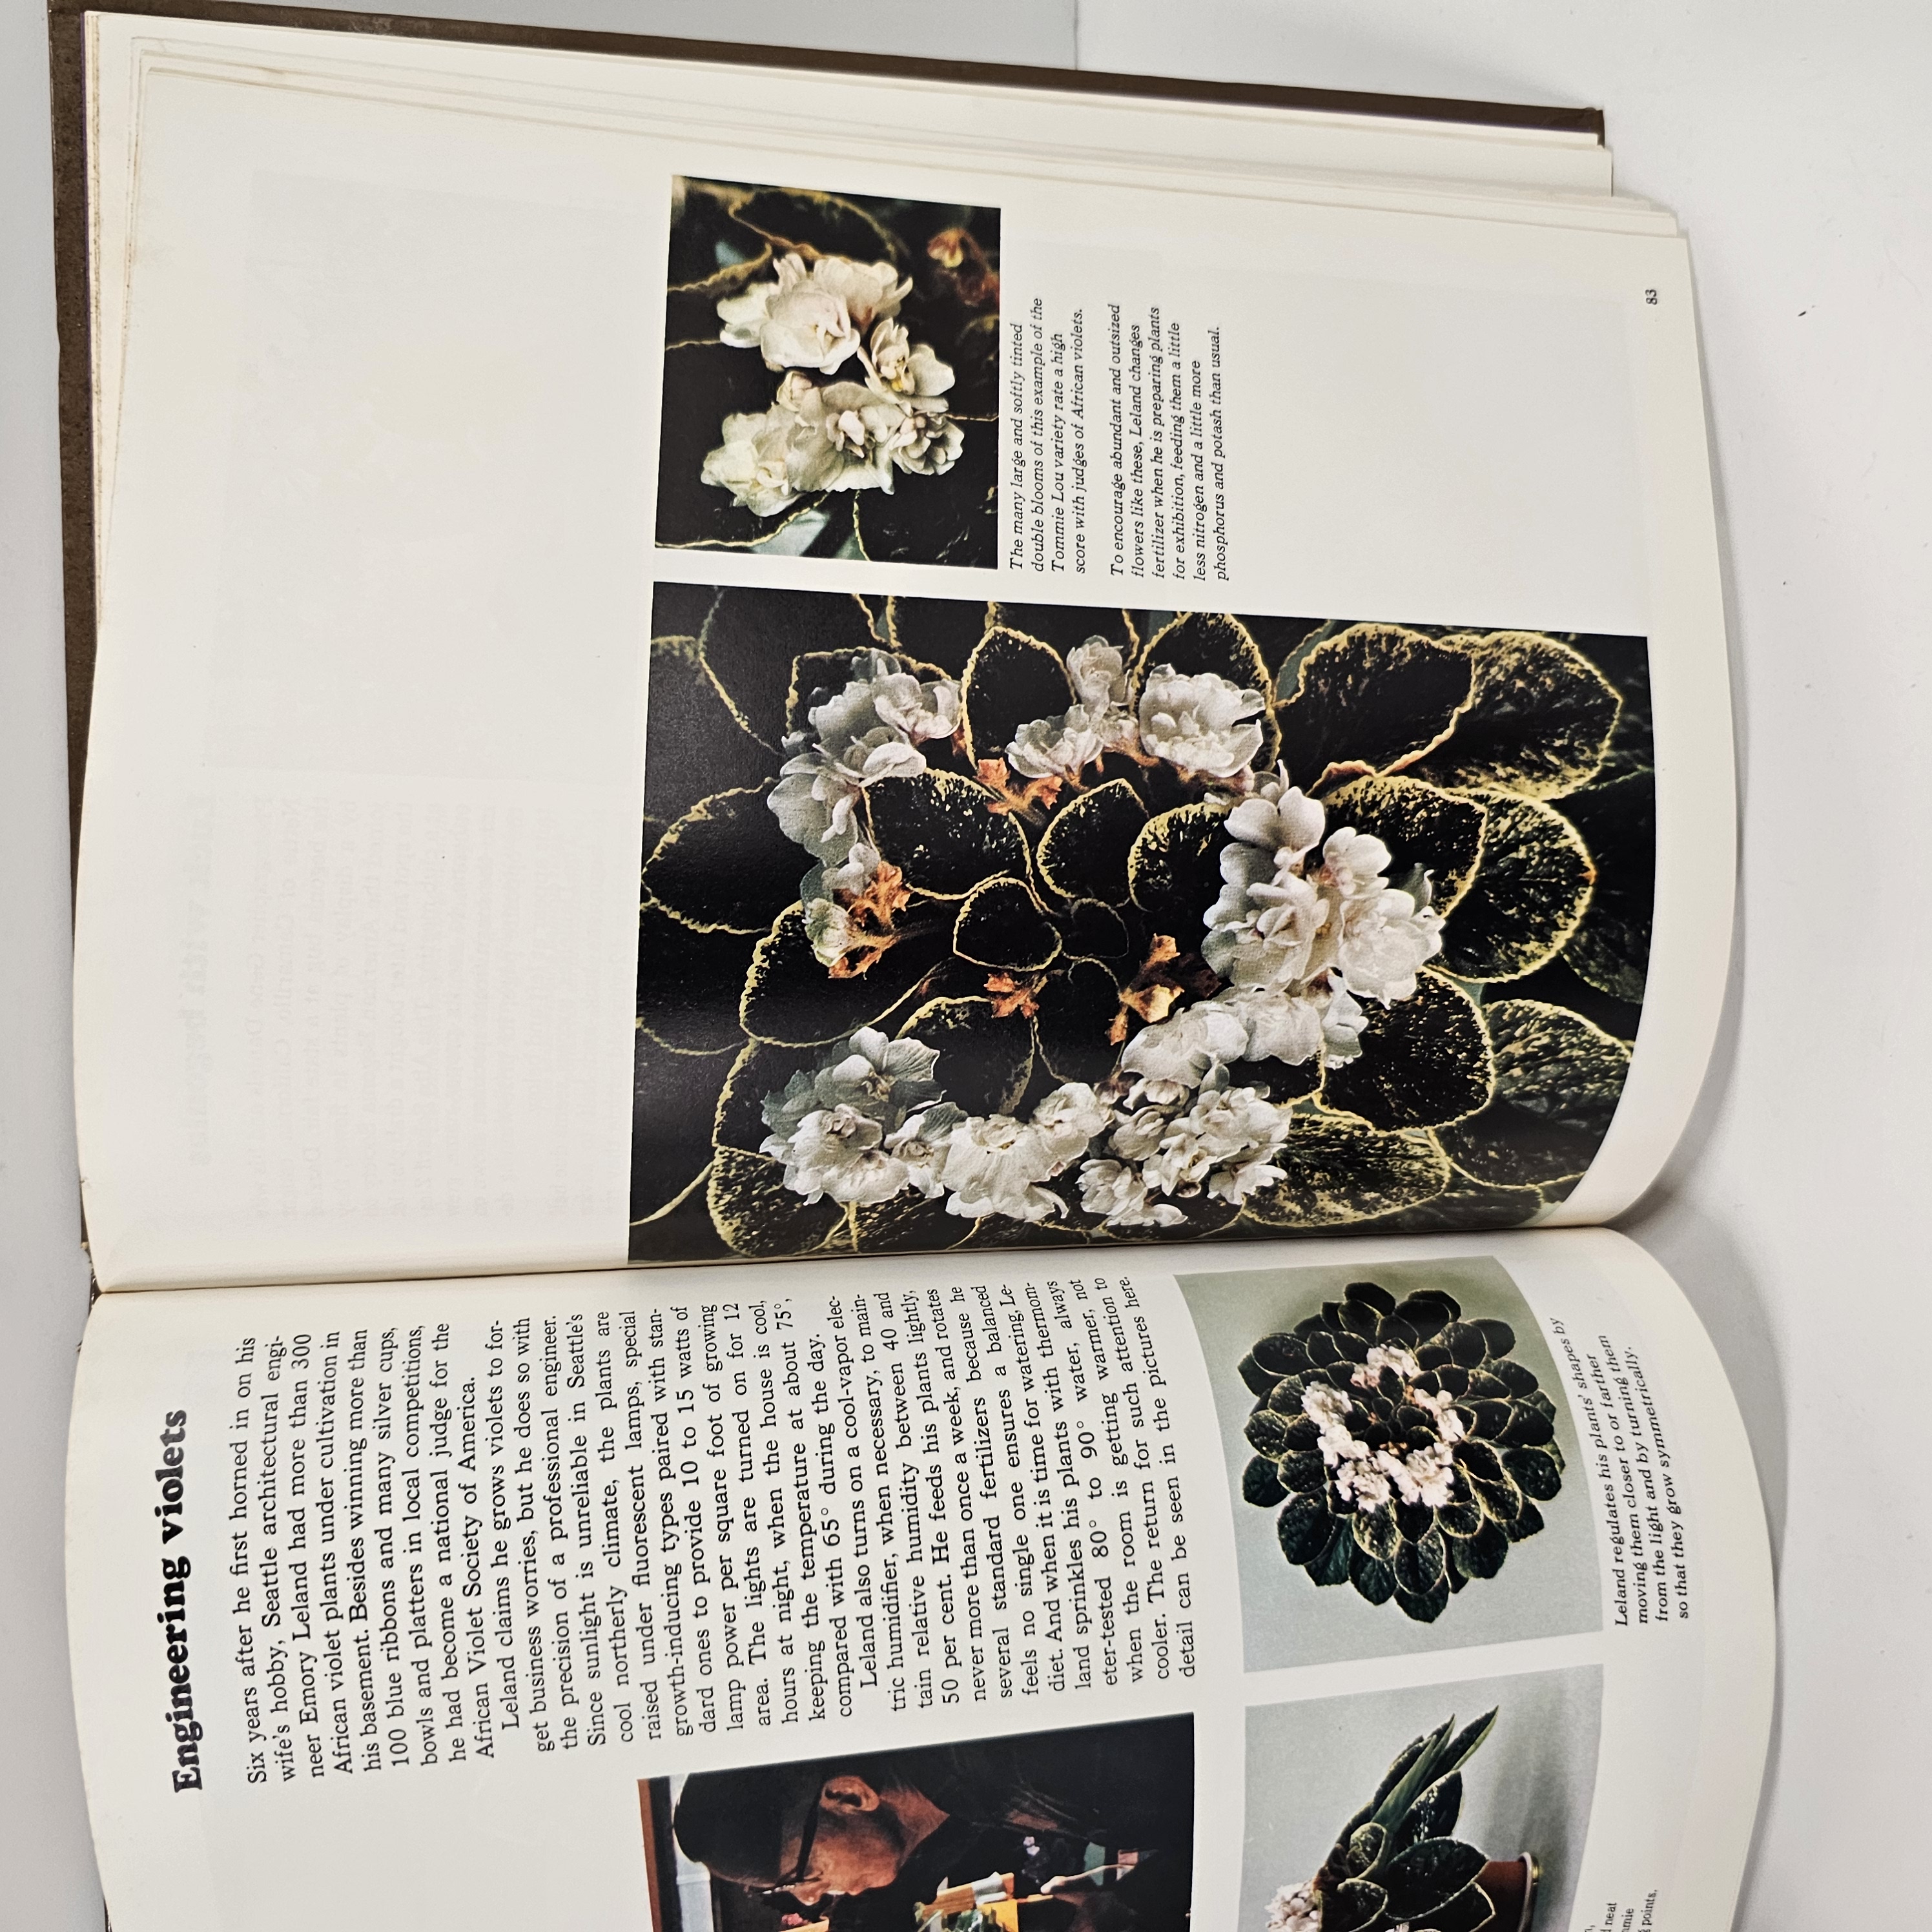 Engineering violets
Six years after he first horned in on his
wife's hobby, Seattle architectural engi-
neer Emory Leland had more than 300
African violet plants under cultivation in
his basement. Besides winning more than
100 blue ribbons and many silver cups,
bowls and platters in local competitions,
he had become a national judge for the
African Violet Society of America.
Leland claims he grows violets to for-
get business worries, but he does so with
the precision of a professional engineer.
Since sunlight is unreliable in Seattle's
cool northerly climate, the plants are
raised under fluorescent lamps, special
growth-inducing types paired with stan-
dard ones to provide 10 to 15 watts of
lamp power per square foot of growing
area. The lights are turned on for 12
hours at night, when the house is cool,
keeping the temperature at about 75°,
compared with 65° during the day.
Leland also turns on a cool-vapor elec-
tric humidifier, when necessary, to main-
tain relative humidity between 40 and
50 per cent. He feeds his plants lightly,
never more than once a week, and rotates
several standard fertilizers because he
feels no single one ensures a balanced
diet. And when it is time for watering, Le-
land sprinkles his plants with thermom-
eter-tested 80° to 90° water, always
when the room is getting warmer, not
cooler. The return for such attention to
detail can be seen in the pictures here.
neat
points,
Leland regulates his plants' shapes by
moving them closer to or farther
from the light and by turning them
so that they grow symmetrically.
The many large and softly tinted
double blooms of this example of the
Tommie Lou variety rate a high
score with judges of African violets.
To encourage abundant and outsized
flowers like these, Leland changes
fertilizer when he is preparing plants
for exhibition, feeding them a little
less nitrogen and a little more
phosphorus and potash than usual.
83